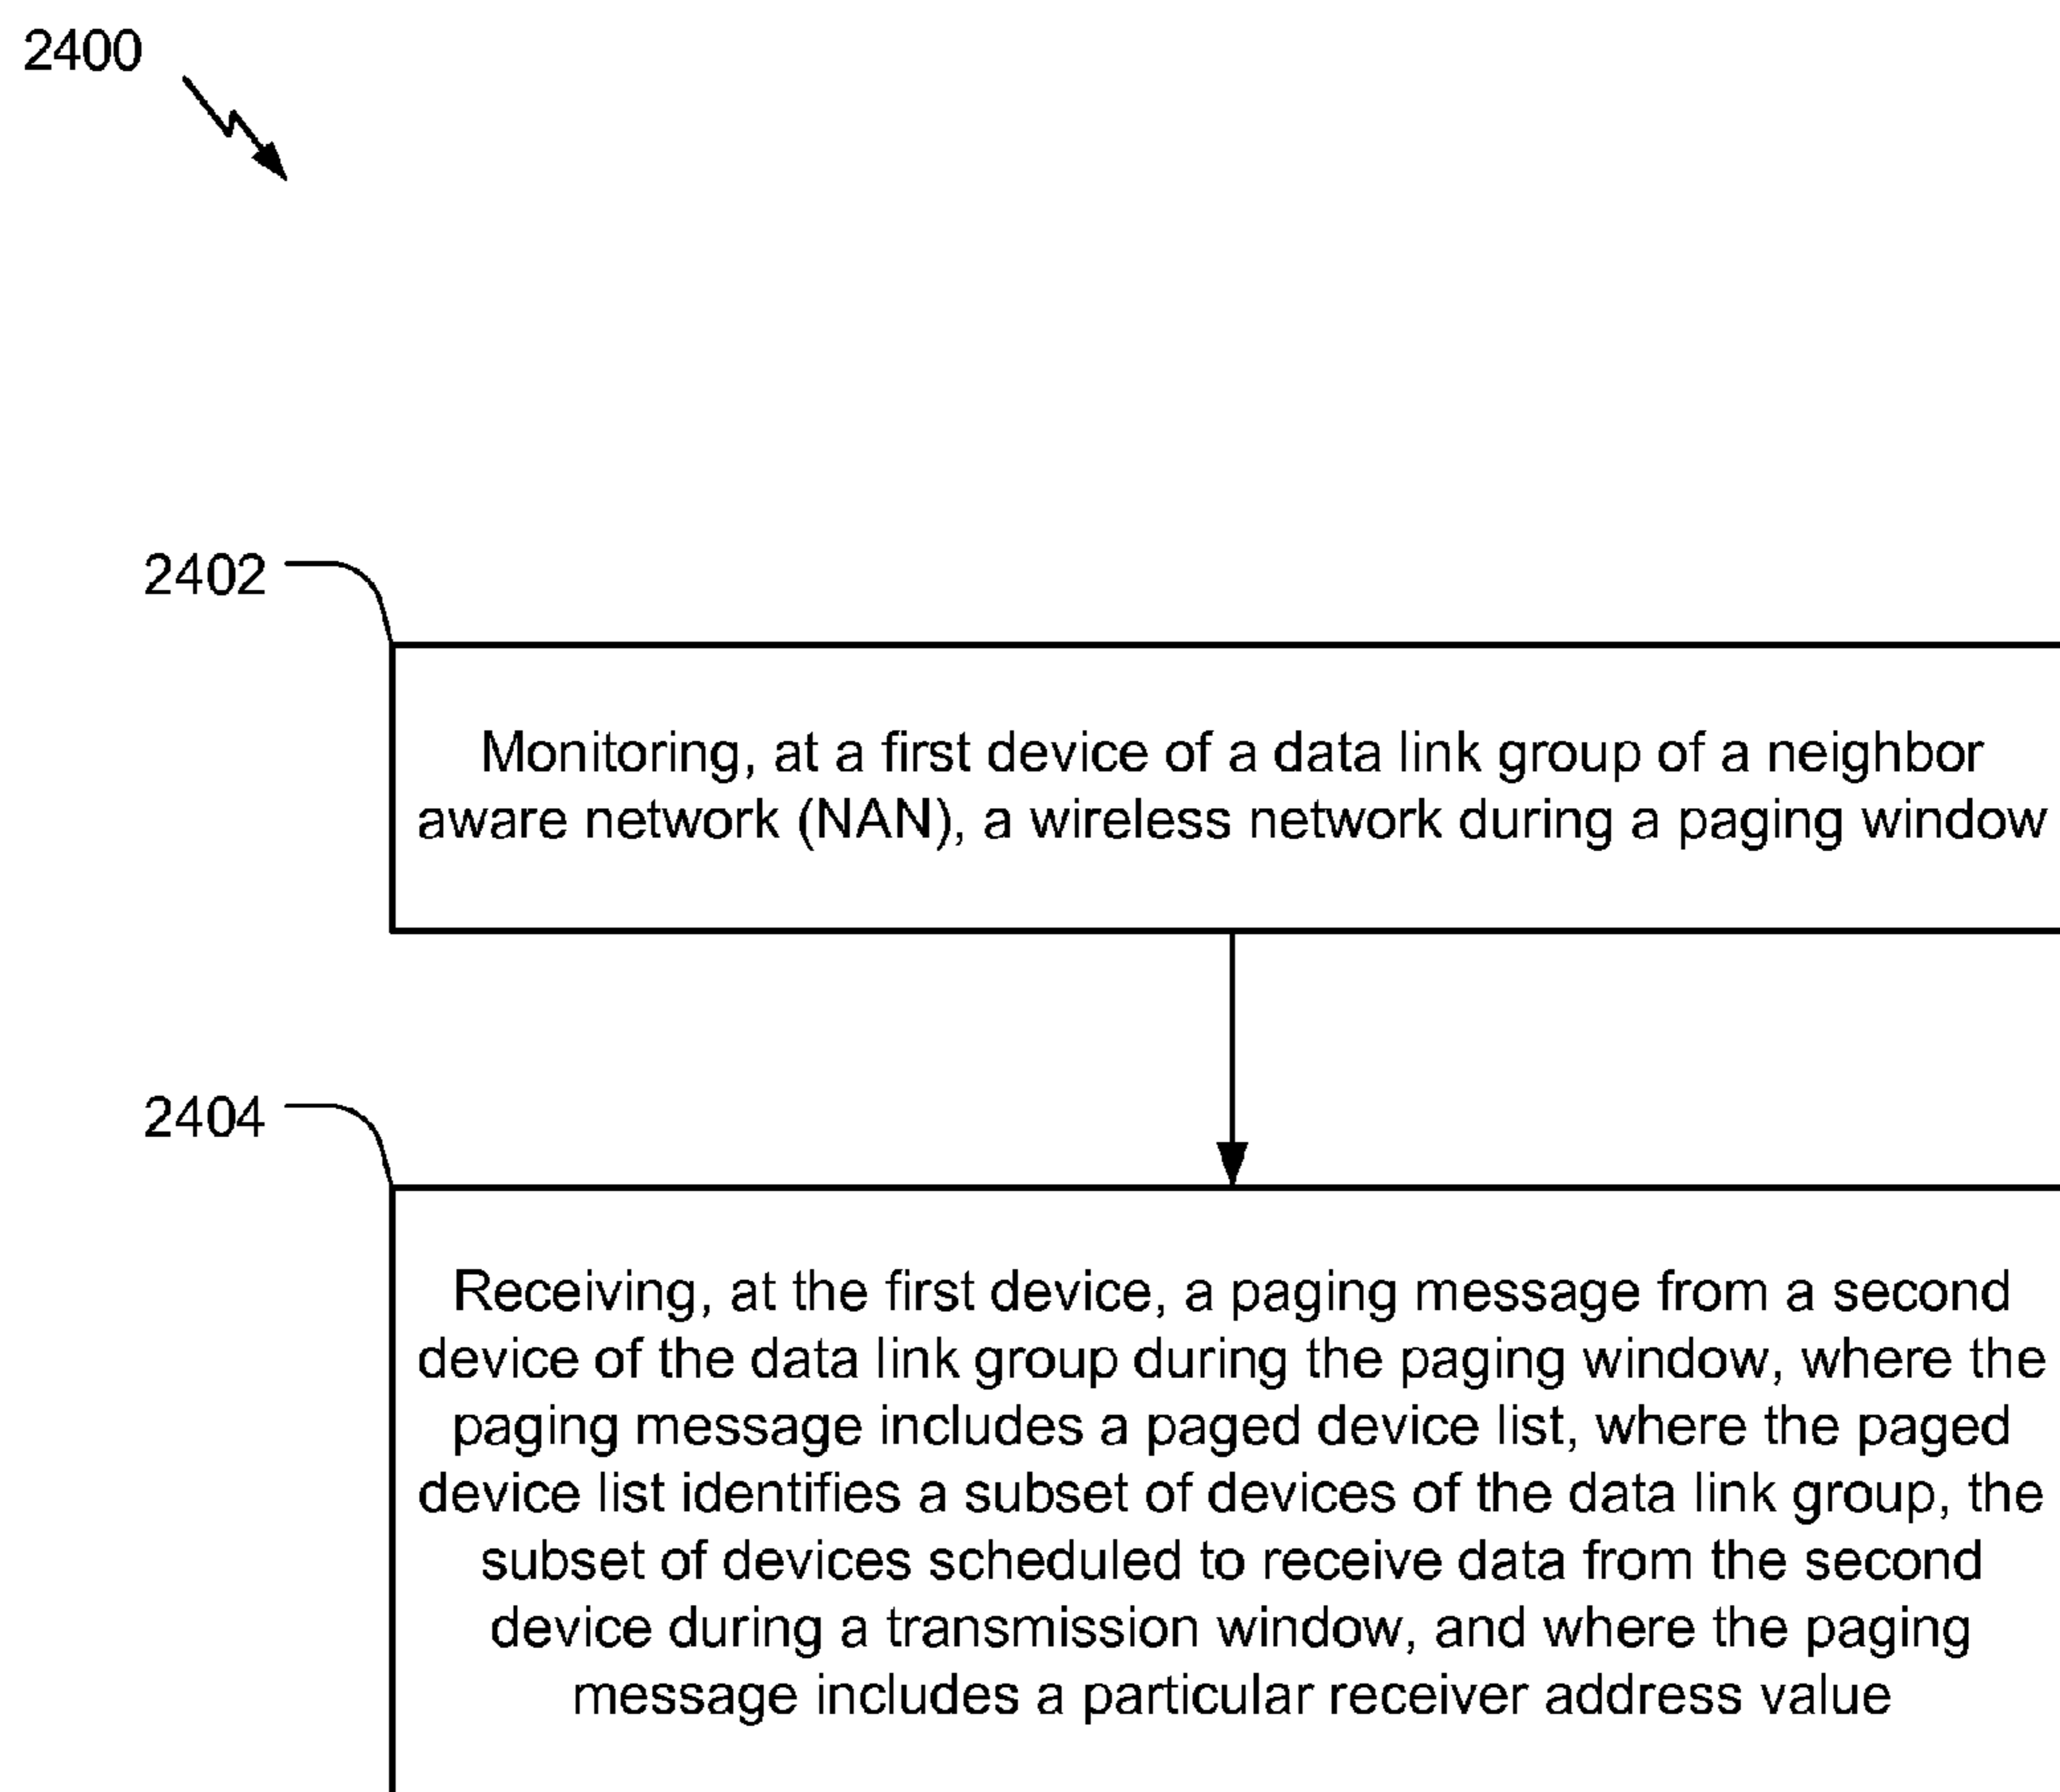 2400
2402
Monitoring, at a first device of a data link group of a neighbor
aware network (NAN), a wireless network during a paging window
2404
Receiving, at the first device, a paging message from a second
device of the data link group during the paging window, where the
paging message includes a paged device list, where the paged
device list identifies a subset of devices of the data link group, the
subset of devices scheduled to receive data from the second
device during a transmission window, and where the paging
message includes a particular receiver address value